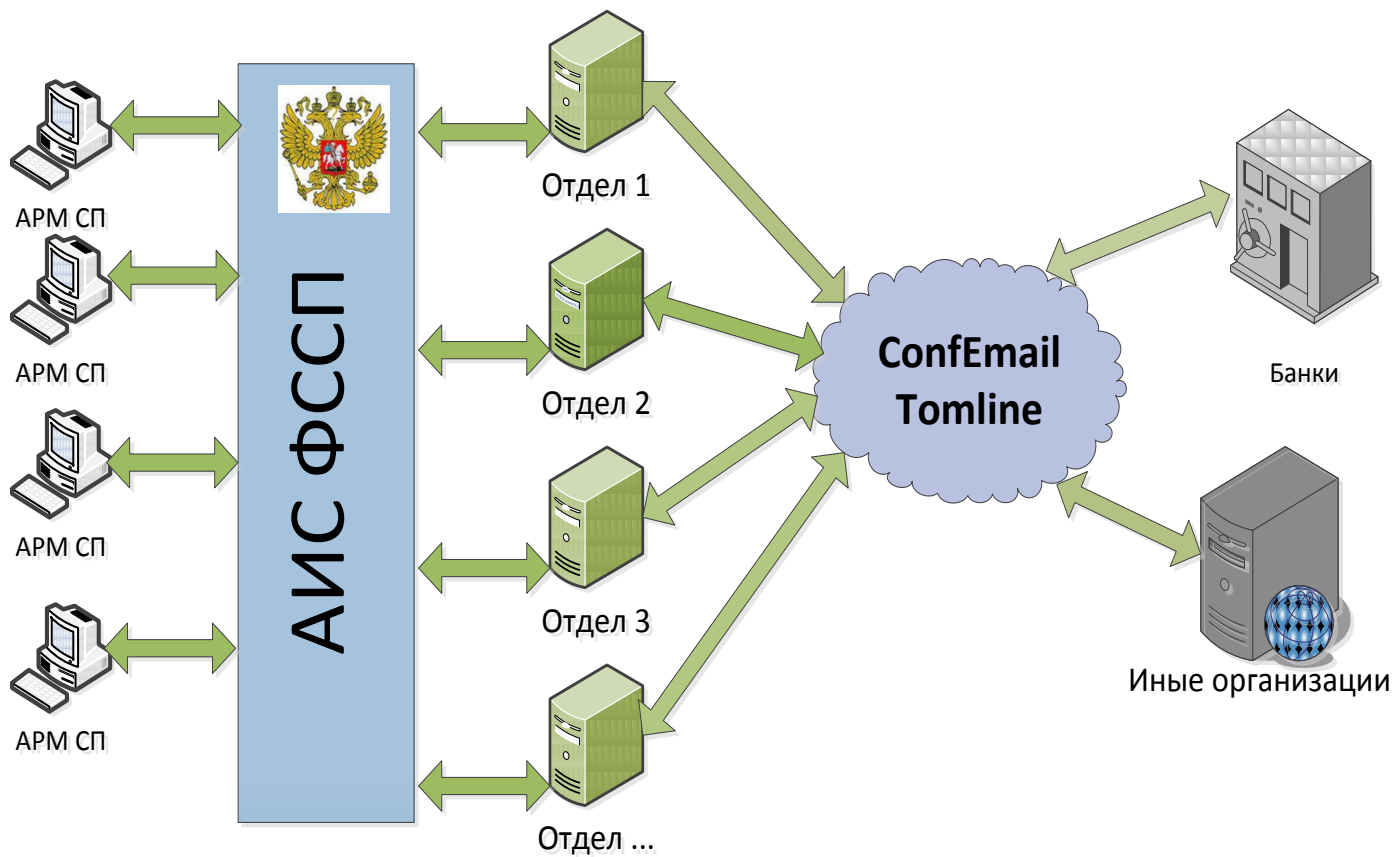 АРМ СП
АРМ СП
АРМ СП
АРМ СП
АИС ФССП
Отдел 1
Отдел 2
Отдел 3
Отдел ...
ConfEmail
Tomline
Банки
Иные организации